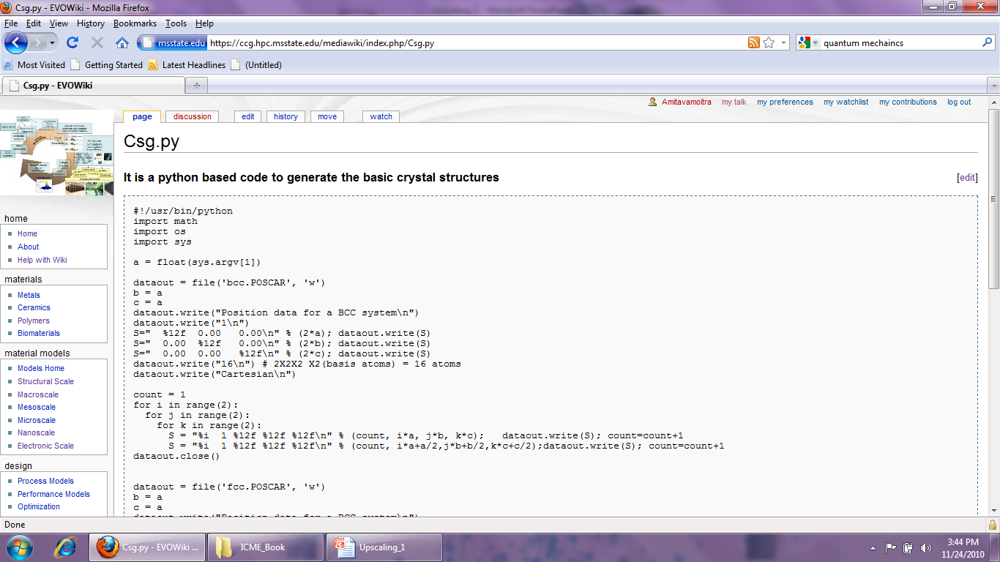 Csg.py - EVOWiki - Mozilla Firefox
File Edit View History Bookmarks Tools Help
msstate.edu https://ccg.hpc.msstate.edu/mediawiki/index.php/Csg.py quantum mechaincs
Most Visited Getting Started Latest Headlines (Untitled)
Csg.py - EVOWiki
Amitavamoitra my talk my preferences my watchlist my contributions log out
page discussion edit history move watch
Csg.py
It is a python based code to generate the basic crystal structures [edit]
home
Home
About
Help with Wiki
materials
Metals
Ceramics
Polymers
Biomaterials
material models
Models Home
Structural Scale
Macroscale
Mesoscale
Microscale
Nanoscale
Electronic Scale
design
Process Models
Performance Models
Optimization
#!/usr/bin/python
import math
import os
import sys
a = float(sys.argv[1])
dataout = file('bcc.POSCAR', 'w')
b = a
c = a
dataout.write("Position data for a BCC system\n")
dataout.write("1\n")
S="  %12f  0.00   0.00\n" % (2*a); dataout.write(S)
S="  0.00  %12f   0.00\n" % (2*b); dataout.write(S)
S="  0.00  0.00   %12f\n" % (2*c); dataout.write(S)
dataout.write("16\n") # 2X2X2 X2(basis atoms) = 16 atoms
dataout.write("Cartesian\n")
count = 1
for i in range(2):
  for j in range(2):
    for k in range(2):
      S = "%i  1 %12f %12f %12f\n" % (count, i*a, j*b, k*c);   dataout.write(S); count=count+1
      S = "%i  1 %12f %12f %12f\n" % (count, i*a+a/2,j*b+b/2,k*c+c/2);dataout.write(S); count=count+1
dataout.close()
dataout = file('fcc.POSCAR', 'w')
b = a
c = a
dataout.write("Position data for a BCC system\n")
Done
Csg.py - EVOWiki ... ICME_Book Upscaling_1
3:44 PM
11/24/2010